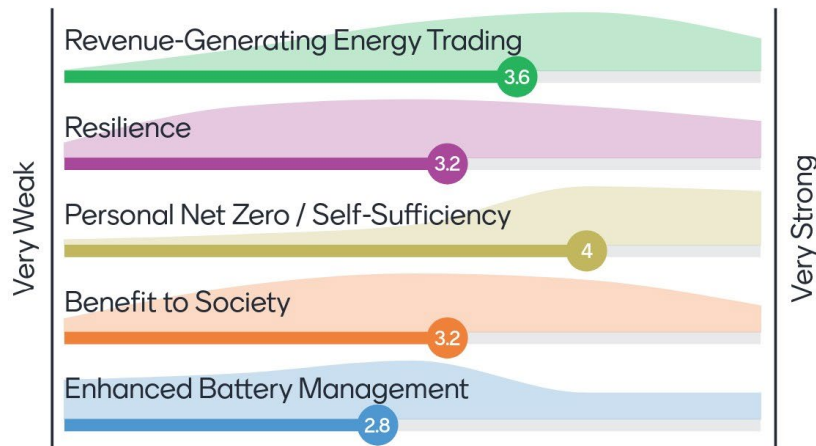 Very Weak
Revenue-Generating Energy Trading
3.6
Resilience
3.2
Personal Net Zero / Self-Sufficiency
4
Benefit to Society
3.2
Enhanced Battery Management
2.8
Very Strong